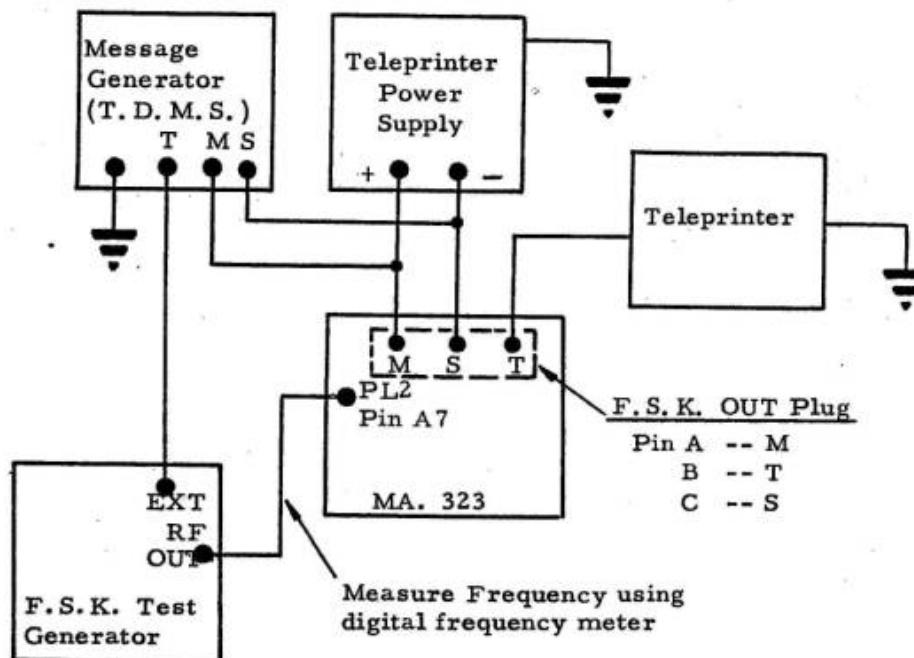 Message
Generator
(T. D. M. S.)
T M S
Teleprinter
Power
Supply
+ —
Teleprinter
M S T
PL2
Pin A7
MA. 323
F.S.K. OUT Plug
Pin A -- M
B -- T
C -- S
EXT
RF
OUT
F.S.K. Test
Generator
Measure Frequency using
digital frequency meter